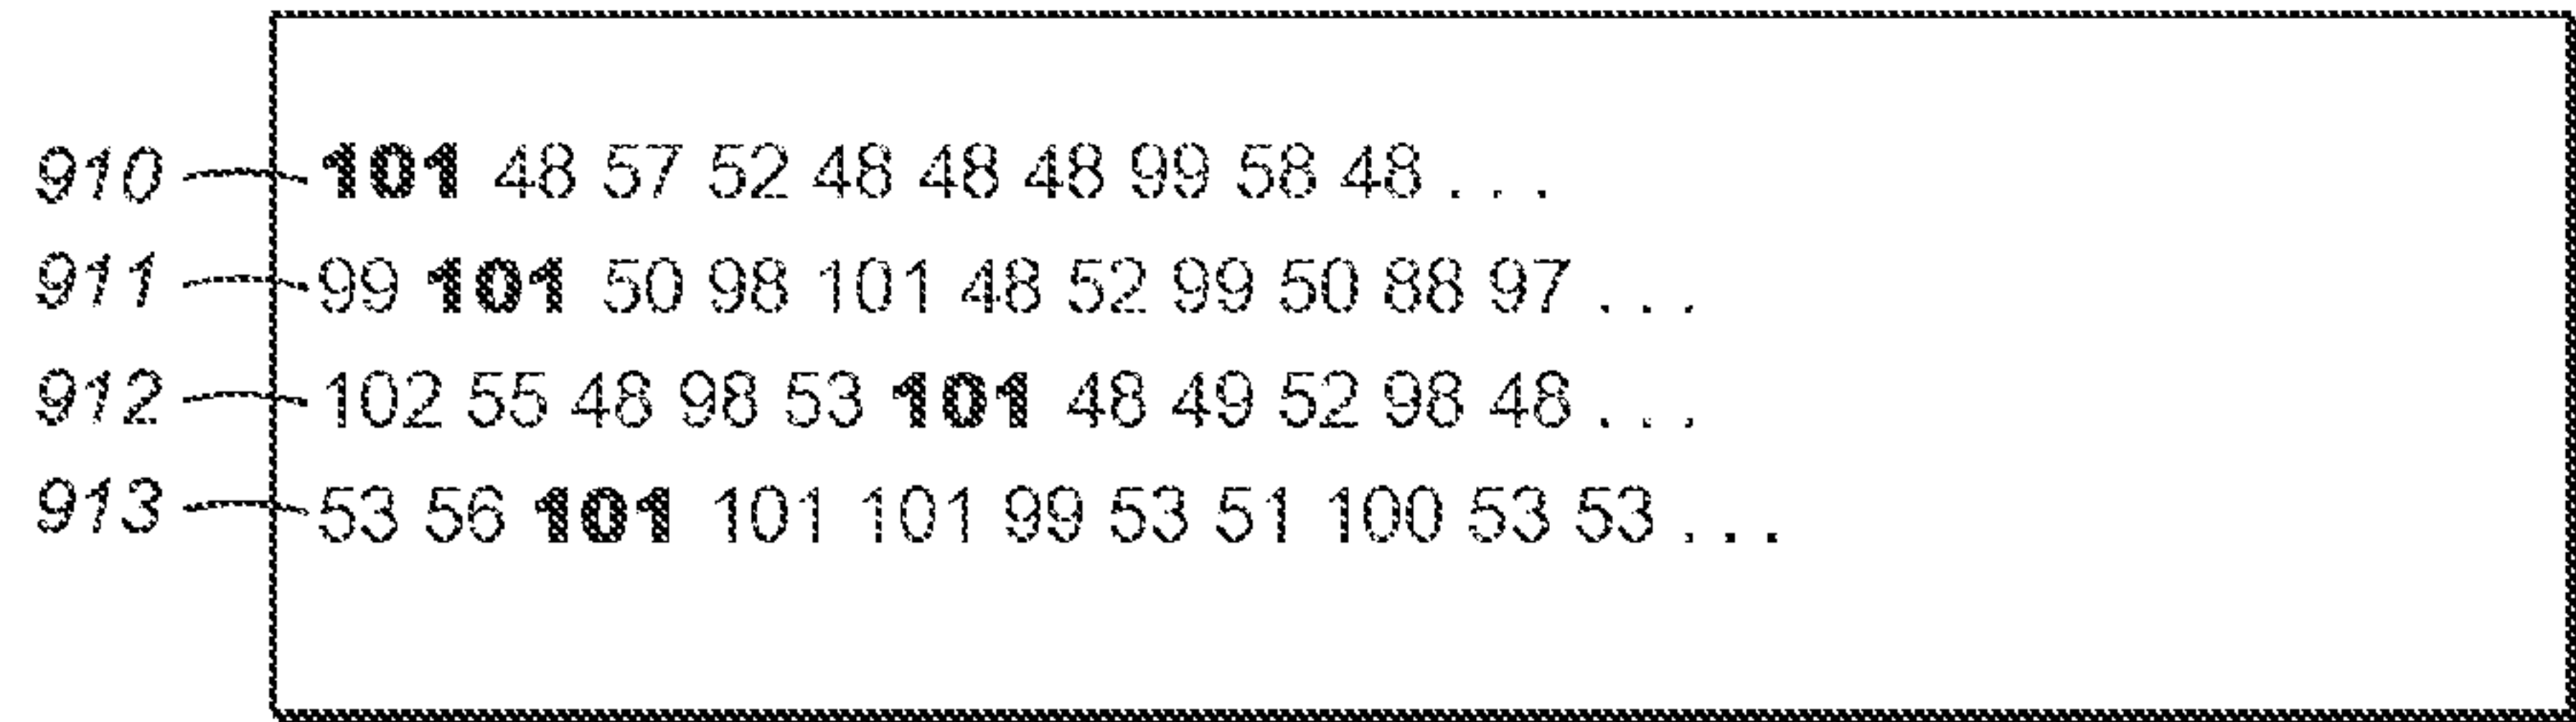 910 101 48 57 52 48 48 48 99 58 48 . . .
911 99 101 50 98 101 48 52 99 50 88 97 . . .
912 102 55 48 98 53 101 48 49 52 98 48 . . .
913 53 56 101 101 101 99 53 51 100 53 53 . . .